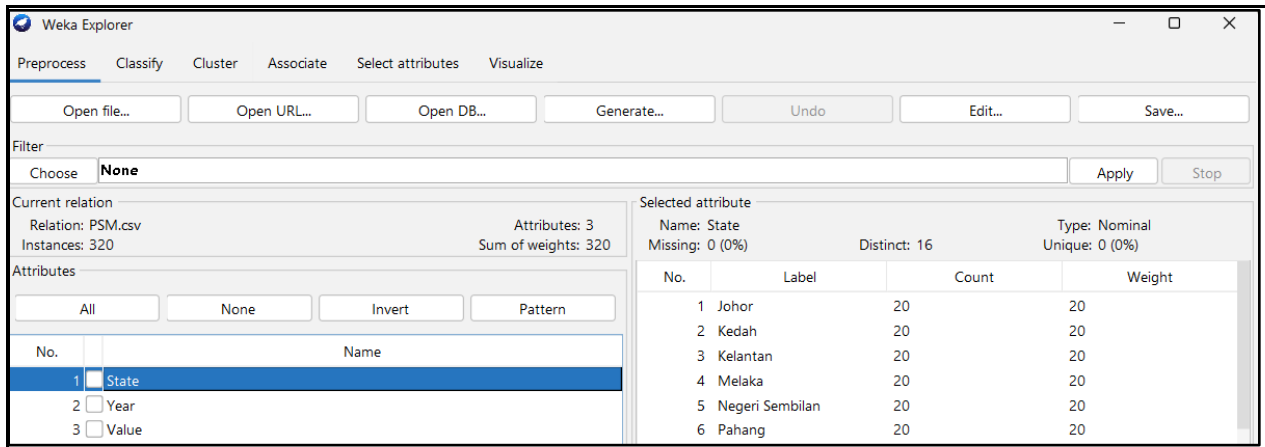 Weka Explorer
Preprocess Classify Cluster Associate Select attributes Visualize
Open file... Open URL... Open DB... Generate... Undo Edit... Save...
Filter
Choose None Apply Stop
Current relation
Relation: PSM.csv Attributes: 3
Instances: 320 Sum of weights: 320
Attributes
All None Invert Pattern
No. Name
1 State
2 Year
3 Value
Selected attribute
Name: State Type: Nominal
Missing: 0 (0%) Distinct: 16 Unique: 0 (0%)
No. Label Count Weight
1 Johor 20 20
2 Kedah 20 20
3 Kelantan 20 20
4 Melaka 20 20
5 Negeri Sembilan 20 20
6 Pahang 20 20